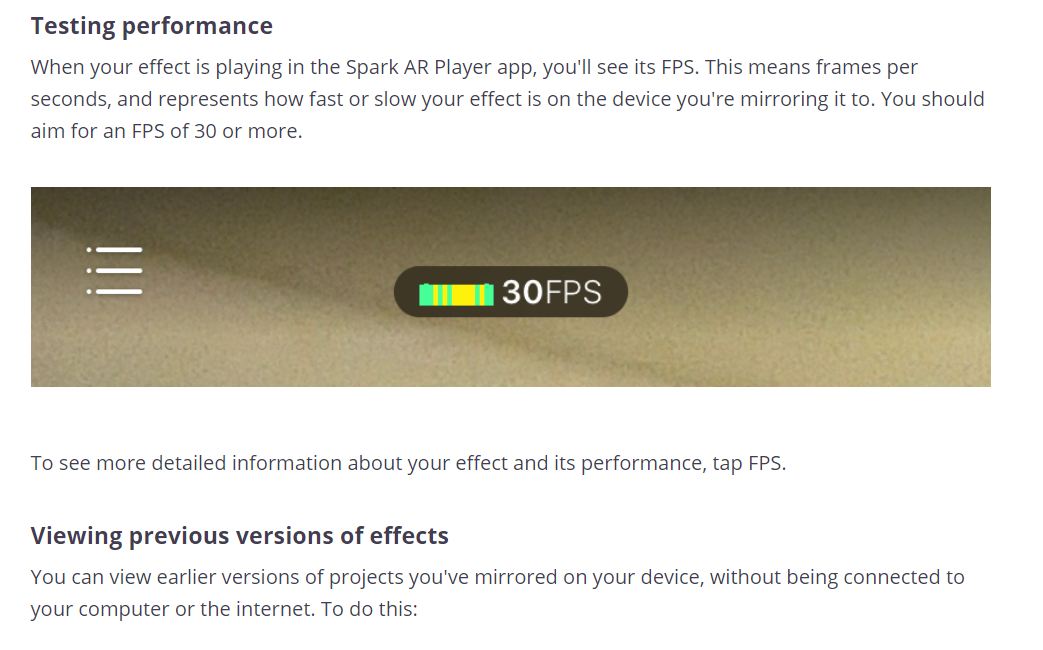 Testing performance
When your effect is playing in the Spark AR Player app, you'll see its FPS. This means frames per
seconds, and represents how fast or slow your effect is on the device you're mirroring it to. You should
aim for an FPS of 30 or more.
30FPS
To see more detailed information about your effect and its performance, tap FPS.
Viewing previous versions of effects
You can view earlier versions of projects you've mirrored on your device, without being connected to
your computer or the internet. To do this: